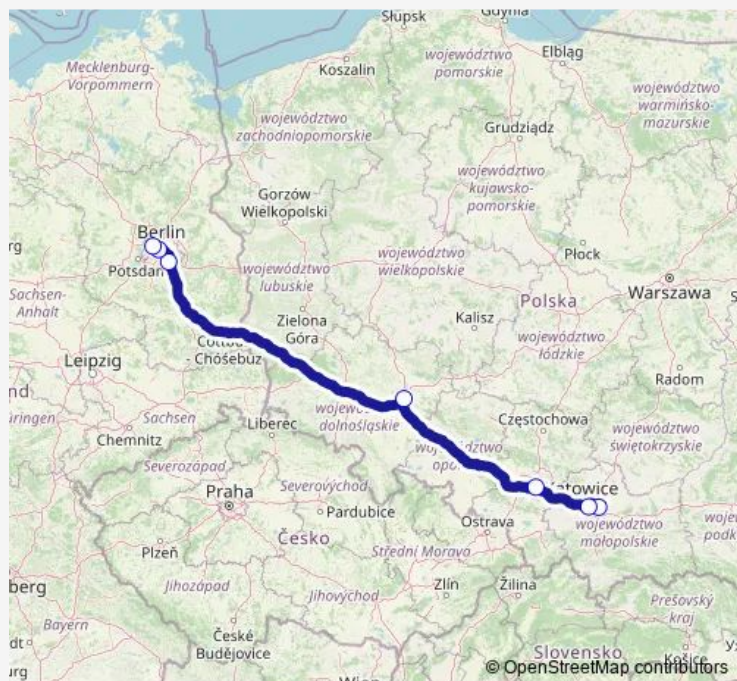 Słupsk
Gdynia
Mecklenburg-
Vorpommern
Koszalin
województwo
pomorskie
Elbląg
województwo
zachodniopomorskie
województwo
warmińsko-
mazurskie
Grudziądz
województwo
kujawsko-
pomorskie
Gorzów
Wielkopolski
Berlin
Płock
Potsdam
województwo
lubuskie
województwo
wielkopolskie
Sachsen-
Anhalt
Polska
Warszawa
Zielona
Góra
Kalisz
województwo
łódzkie
Cottbus
- Chóśebuz
Leipzig
Radom
Częstochowa
dolnośląskie
województwo
świętokrzyskie
Sachsen
Chemnitz
Liberec
Severozápad
Severovýchod
Katowice
Praha
Pardubice
Ostrava
województwo
małopolskie
Česko
Střední Morava
Plzeň
Jihozápad
Jihovýchod
Zlín
Žilina
Prešovský
kraj
Bayern
České
Budějovice
Slovensko
Košice
© OpenStreetMap contributors